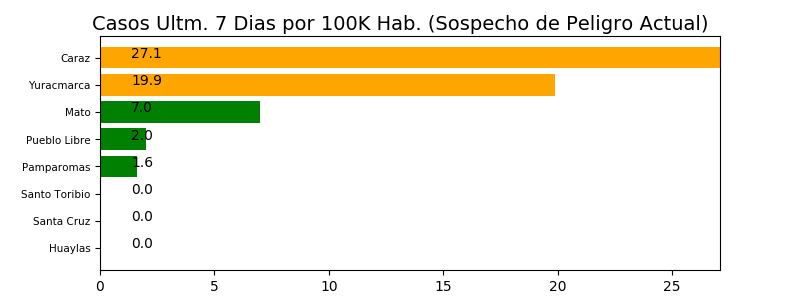 Casos Ultm. 7 Dias por 100K Hab. (Sospecho de Peligro Actual)
Caraz 27.1
Yuracmarca 19.9
Mato 7.0
Pueblo Libre 2.0
Pamparomas 1.6
Santo Toribio 0.0
Santa Cruz 0.0
Huaylas 0.0
0 5 10 15 20 25